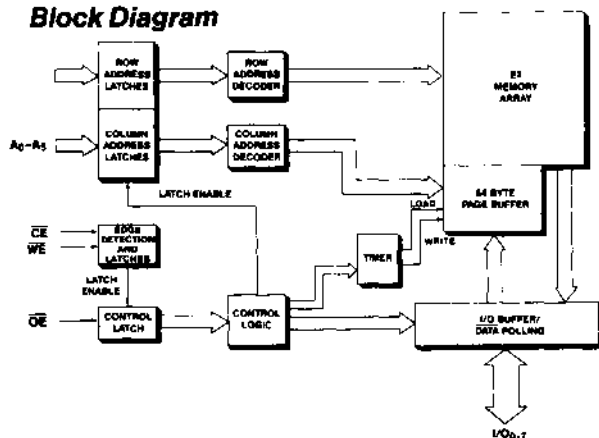 Block Diagram
ROW
ADDRESS
LATCHES
ROW
ADDRESS
DECODER
E²
MEMORY
ARRAY
A₀-A₅
COLUMN
ADDRESS
LATCHES
COLUMN
ADDRESS
DECODER
LATCH ENABLE
64 BYTE
PAGE BUFFER
LOAD
WRITE
TIMER
CE
WE
EDGE
DETECTION
AND
LATCHES
LATCH
ENABLE
OE
CONTROL
LATCH
CONTROL
LOGIC
I/O BUFFER/
DATA POLLING
I/O₀₋₇